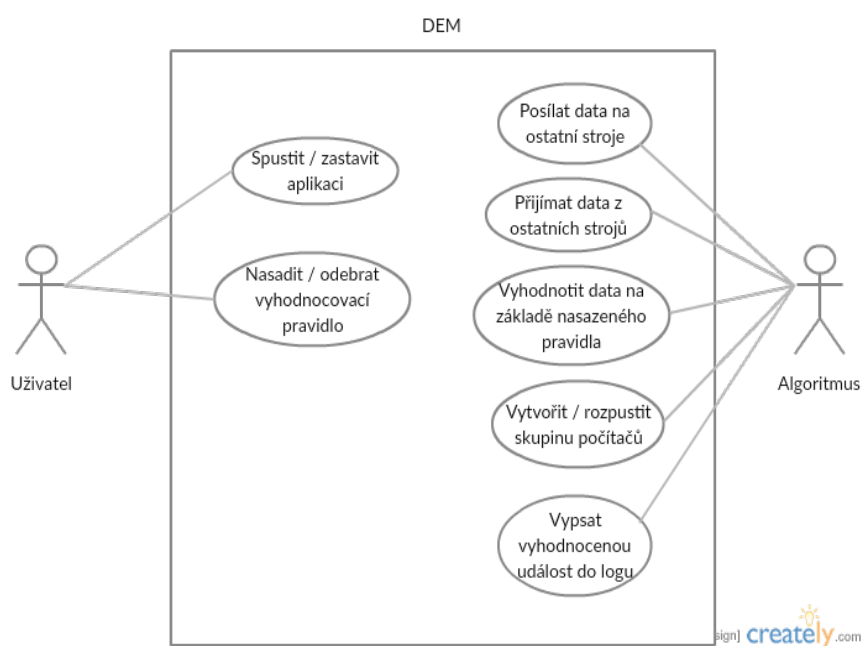 DEM
Spustit / zastavit
aplikaci
Nasadit / odebrat
vyhodnocovací
pravidlo
Uživatel
Posílat data na
ostatní stroje
Přijímat data z
ostatních strojů
Vyhodnotit data na
základě nasazeného
pravidla
Vytvořit / rozpustit
skupinu počítačů
Vypsat
vyhodnocenou
událost do logu
Algoritmus
sign] creately.com